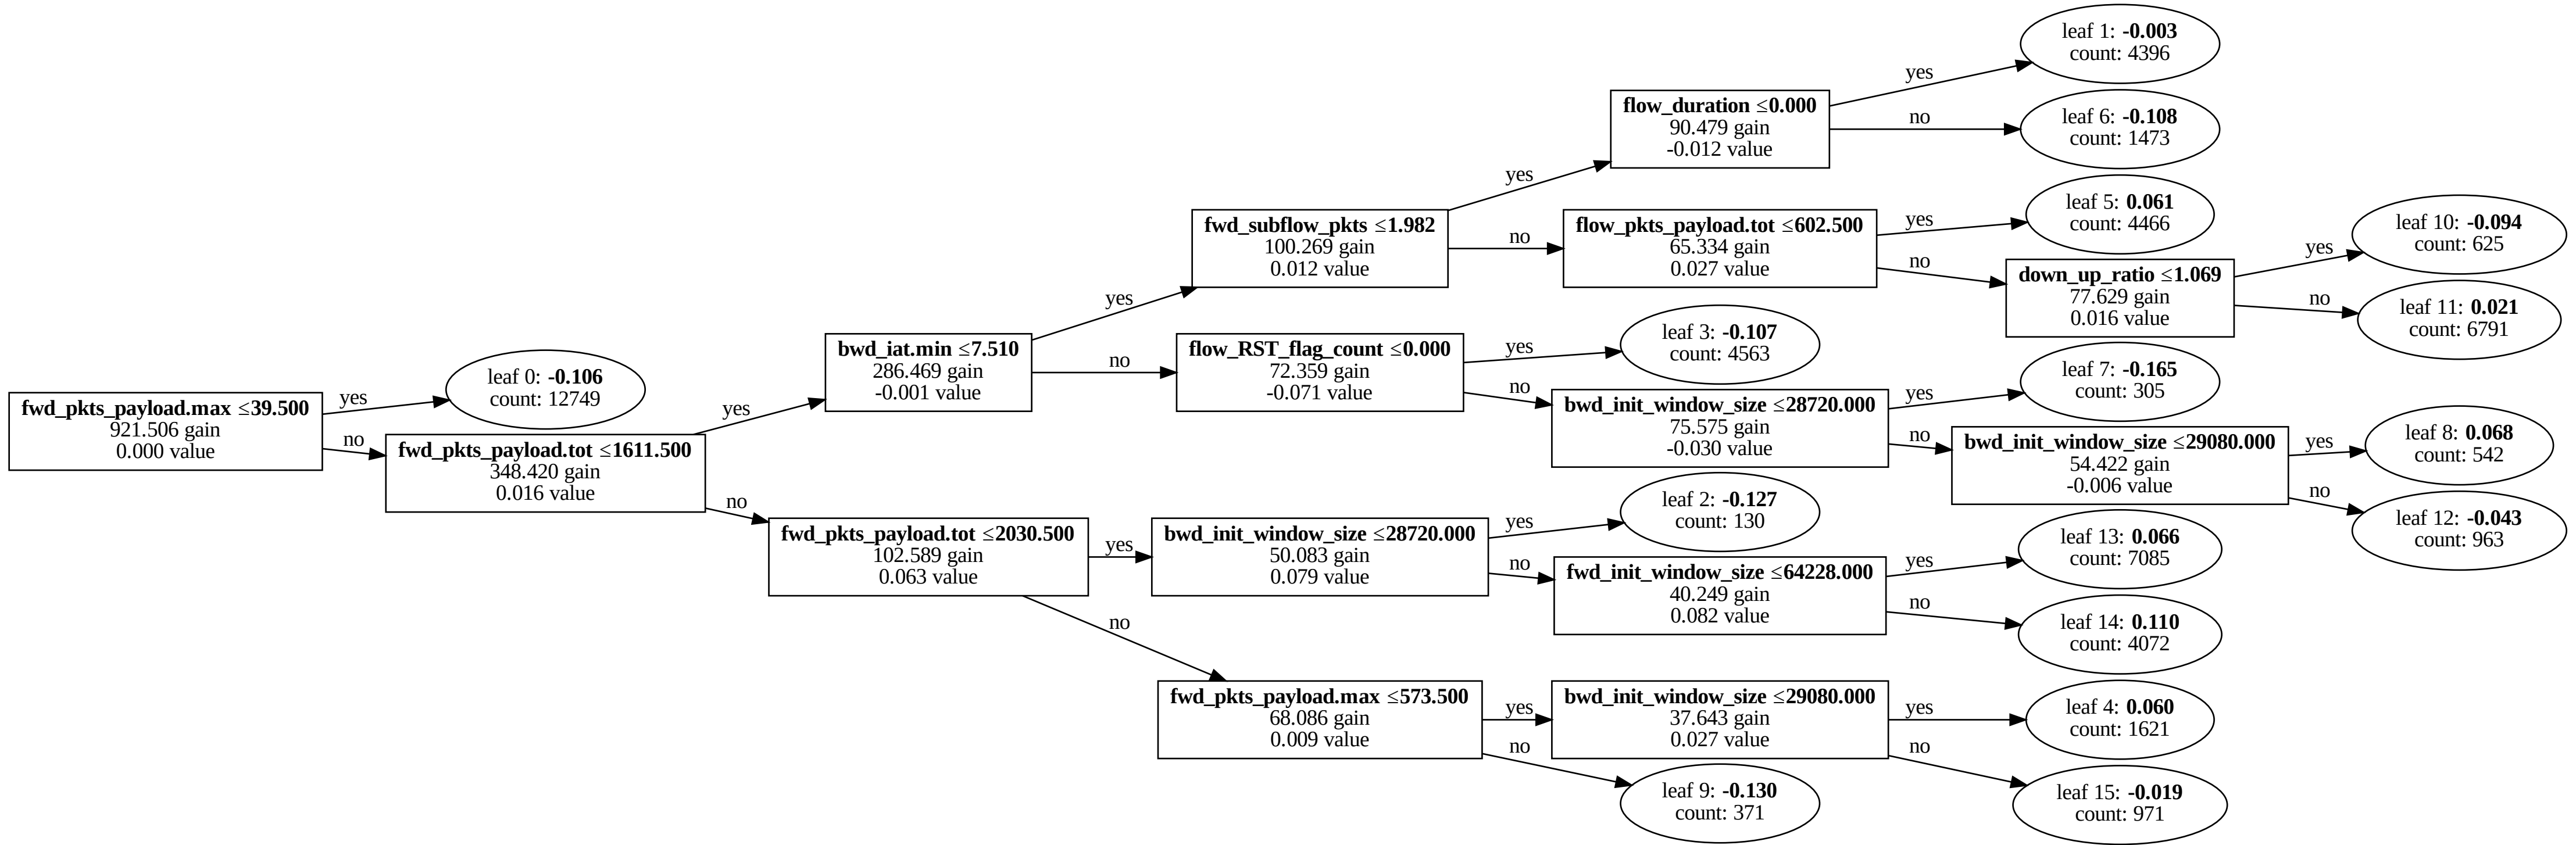 fwd_pkts_payload.max ≤39.500
921.506 gain
0.000 value
yes
no
leaf 0: -0.106
count: 12749
fwd_pkts_payload.tot ≤1611.500
348.420 gain
0.016 value
yes
no
bwd_iat.min ≤7.510
286.469 gain
-0.001 value
yes
no
fwd_pkts_payload.tot ≤2030.500
102.589 gain
0.063 value
yes
no
fwd_subflow_pkts ≤1.982
100.269 gain
0.012 value
yes
no
flow_RST_flag_count ≤0.000
72.359 gain
-0.071 value
yes
no
bwd_init_window_size ≤28720.000
50.083 gain
0.079 value
yes
no
fwd_pkts_payload.max ≤573.500
68.086 gain
0.009 value
yes
no
flow_duration ≤0.000
90.479 gain
-0.012 value
yes
no
flow_pkts_payload.tot ≤602.500
65.334 gain
0.027 value
yes
no
leaf 3: -0.107
count: 4563
bwd_init_window_size ≤28720.000
75.575 gain
-0.030 value
yes
no
leaf 2: -0.127
count: 130
fwd_init_window_size ≤64228.000
40.249 gain
0.082 value
yes
no
bwd_init_window_size ≤29080.000
37.643 gain
0.027 value
yes
no
leaf 9: -0.130
count: 371
leaf 1: -0.003
count: 4396
leaf 6: -0.108
count: 1473
leaf 5: 0.061
count: 4466
down_up_ratio ≤1.069
77.629 gain
0.016 value
yes
no
leaf 7: -0.165
count: 305
bwd_init_window_size ≤29080.000
54.422 gain
-0.006 value
yes
no
leaf 13: 0.066
count: 7085
leaf 14: 0.110
count: 4072
leaf 4: 0.060
count: 1621
leaf 15: -0.019
count: 971
leaf 10: -0.094
count: 625
leaf 11: 0.021
count: 6791
leaf 8: 0.068
count: 542
leaf 12: -0.043
count: 963